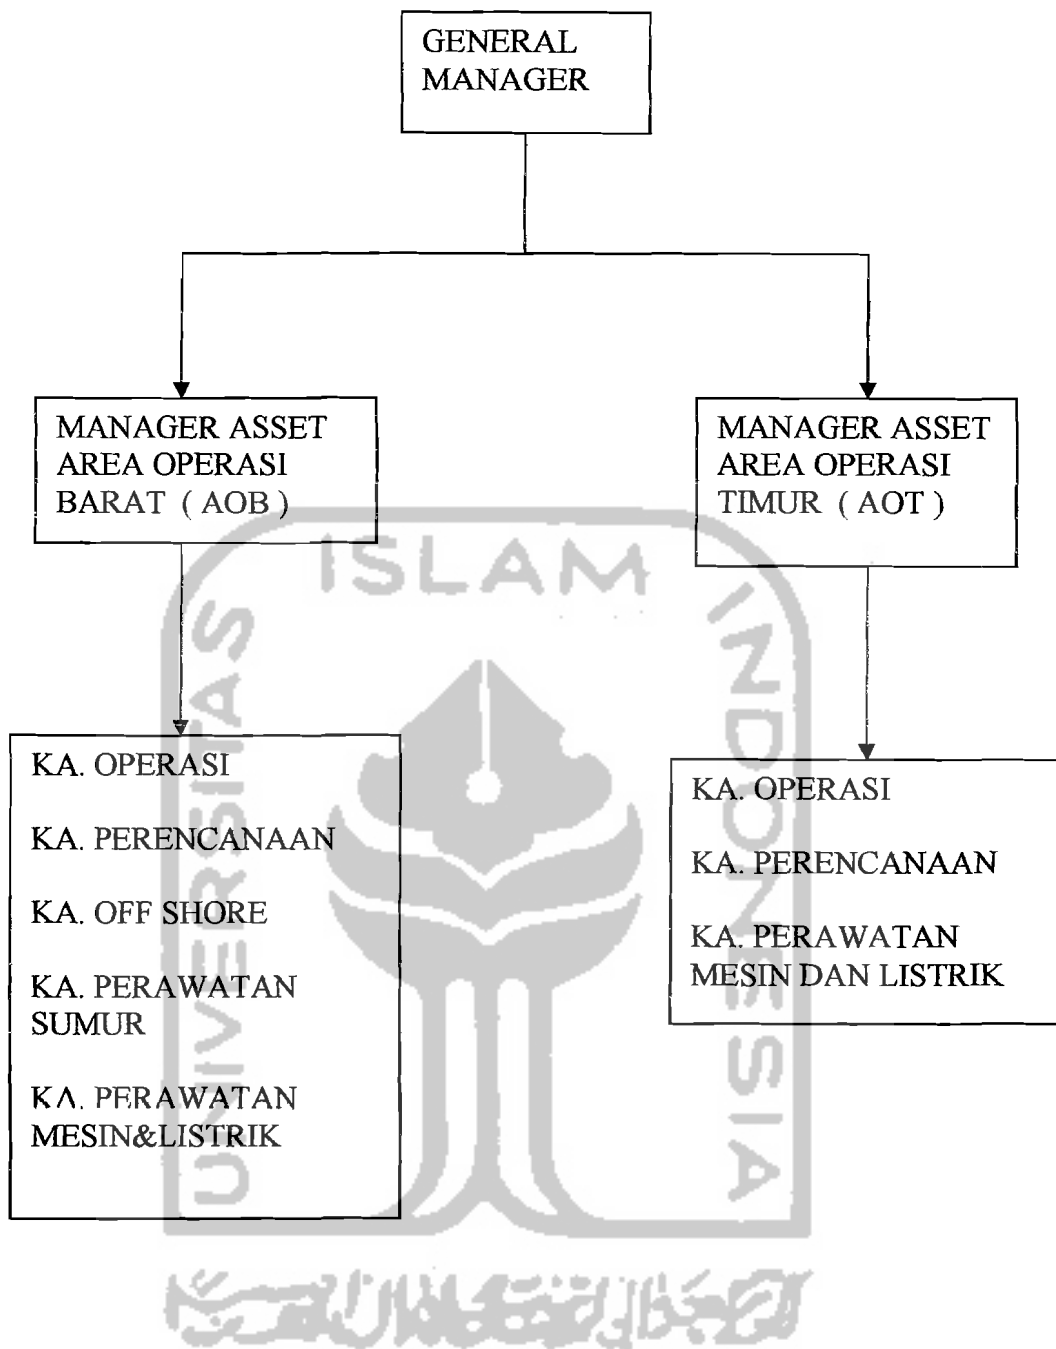 GENERAL
MANAGER
MANAGER ASSET
AREA OPERASI
BARAT ( AOB )
MANAGER ASSET
AREA OPERASI
TIMUR ( AOT )
KA. OPERASI
KA. PERENCANAAN
KA. OFF SHORE
KA. PERAWATAN
SUMUR
KA. PERAWATAN
MESIN&LISTRIK
KA. OPERASI
KA. PERENCANAAN
KA. PERAWATAN
MESIN DAN LISTRIK
UNIVERSITAS
ISLAM
INDONESIA